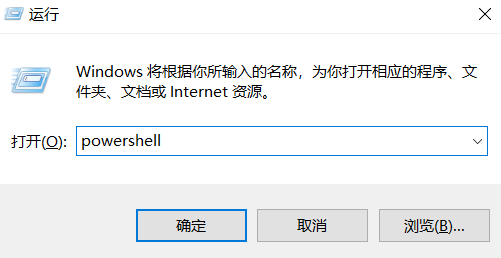 运行
Windows 将根据你所输入的名称，为你打开相应的程序、文
件夹、文档或 Internet 资源。
打开(O): powershell
确定 取消 浏览(B)...